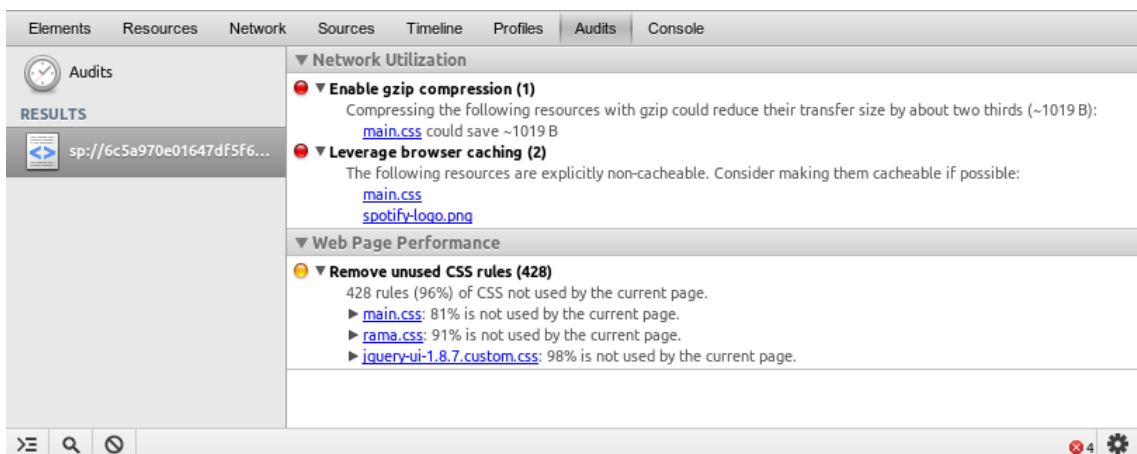 Elements Resources Network Sources Timeline Profiles Audits Console
Audits
RESULTS
sp://6c5a970e01647df5f6...
Network Utilization
Enable gzip compression (1)
Compressing the following resources with gzip could reduce their transfer size by about two thirds (~1019 B):
main.css could save ~1019 B
Leverage browser caching (2)
The following resources are explicitly non-cacheable. Consider making them cacheable if possible:
main.css
spotify-logo.png
Web Page Performance
Remove unused CSS rules (428)
428 rules (96%) of CSS not used by the current page.
main.css: 81% is not used by the current page.
rama.css: 91% is not used by the current page.
jquery-ui-1.8.7.custom.css: 98% is not used by the current page.
4